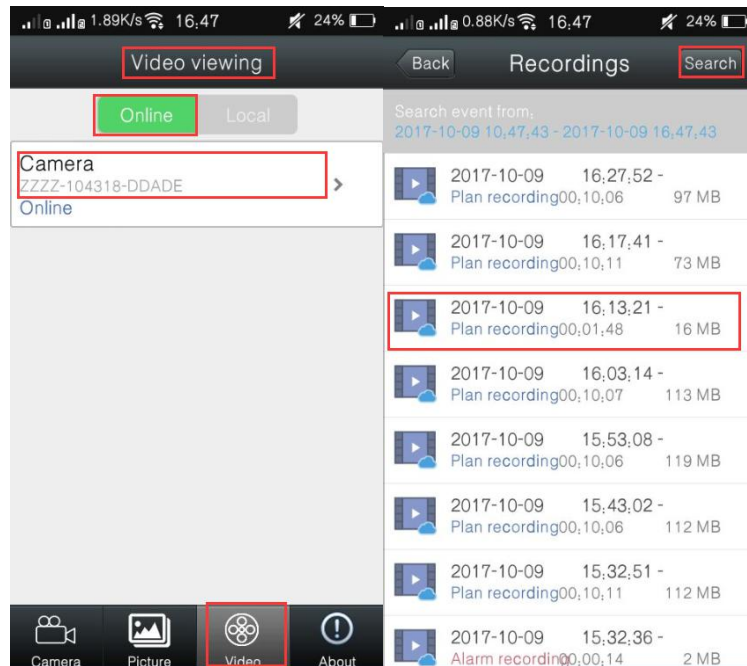 1.89K/s 16:47 24%
Video viewing
Online Local
Camera
ZZZZ-104318-DDADE
Online
Camera Picture Video About
0.88K/s 16:47 24%
Back Recordings Search
Search event from:
2017-10-09 10:47:43 - 2017-10-09 16:47:43
2017-10-09 16:27:52 -
Plan recording00:10:06 97 MB
2017-10-09 16:17:41 -
Plan recording00:10:11 73 MB
2017-10-09 16:13:21 -
Plan recording00:01:48 16 MB
2017-10-09 16:03:14 -
Plan recording00:10:07 113 MB
2017-10-09 15:53:08 -
Plan recording00:10:06 119 MB
2017-10-09 15:43:02 -
Plan recording00:10:06 112 MB
2017-10-09 15:32:51 -
Plan recording00:10:11 112 MB
2017-10-09 15:32:36 -
Alarm recording00:00:14 2 MB